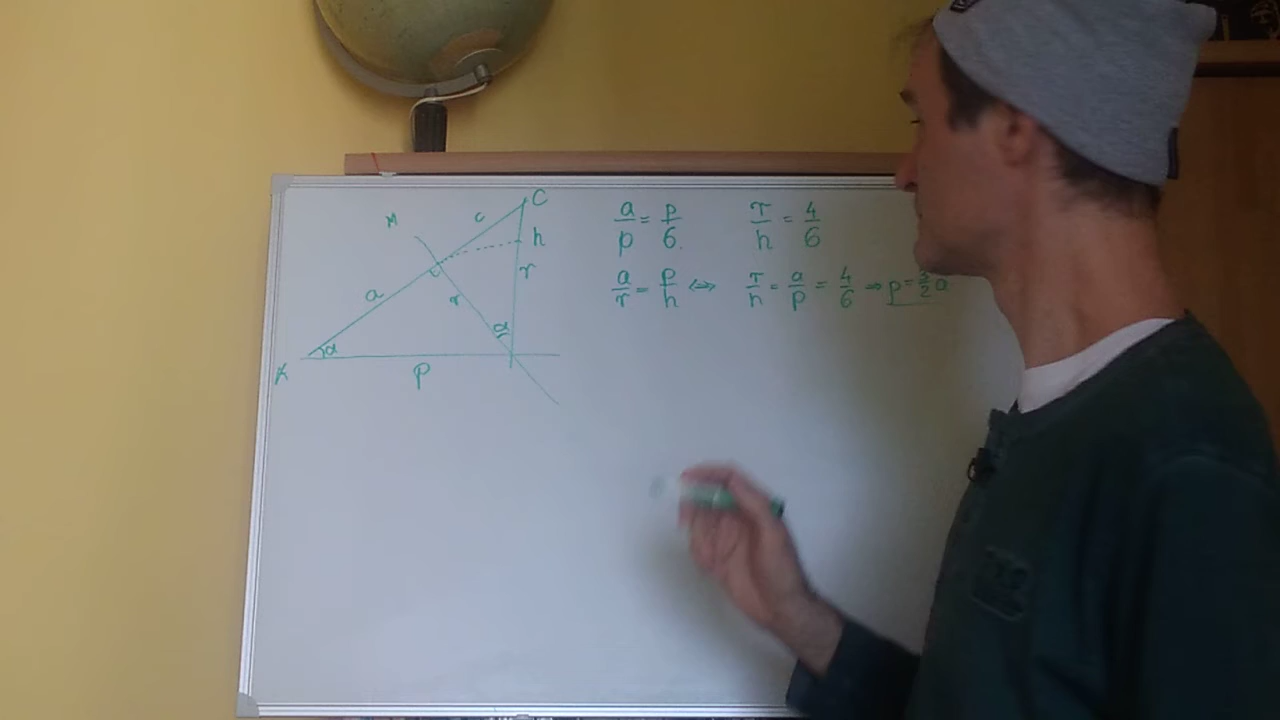 C
c
h
r
a
r
α
α
p
a/p = p/6. r/h = 4/6
a/r = p/h ⇔ r/h = a/p = 4/6 ⇒ p = 3/2 a